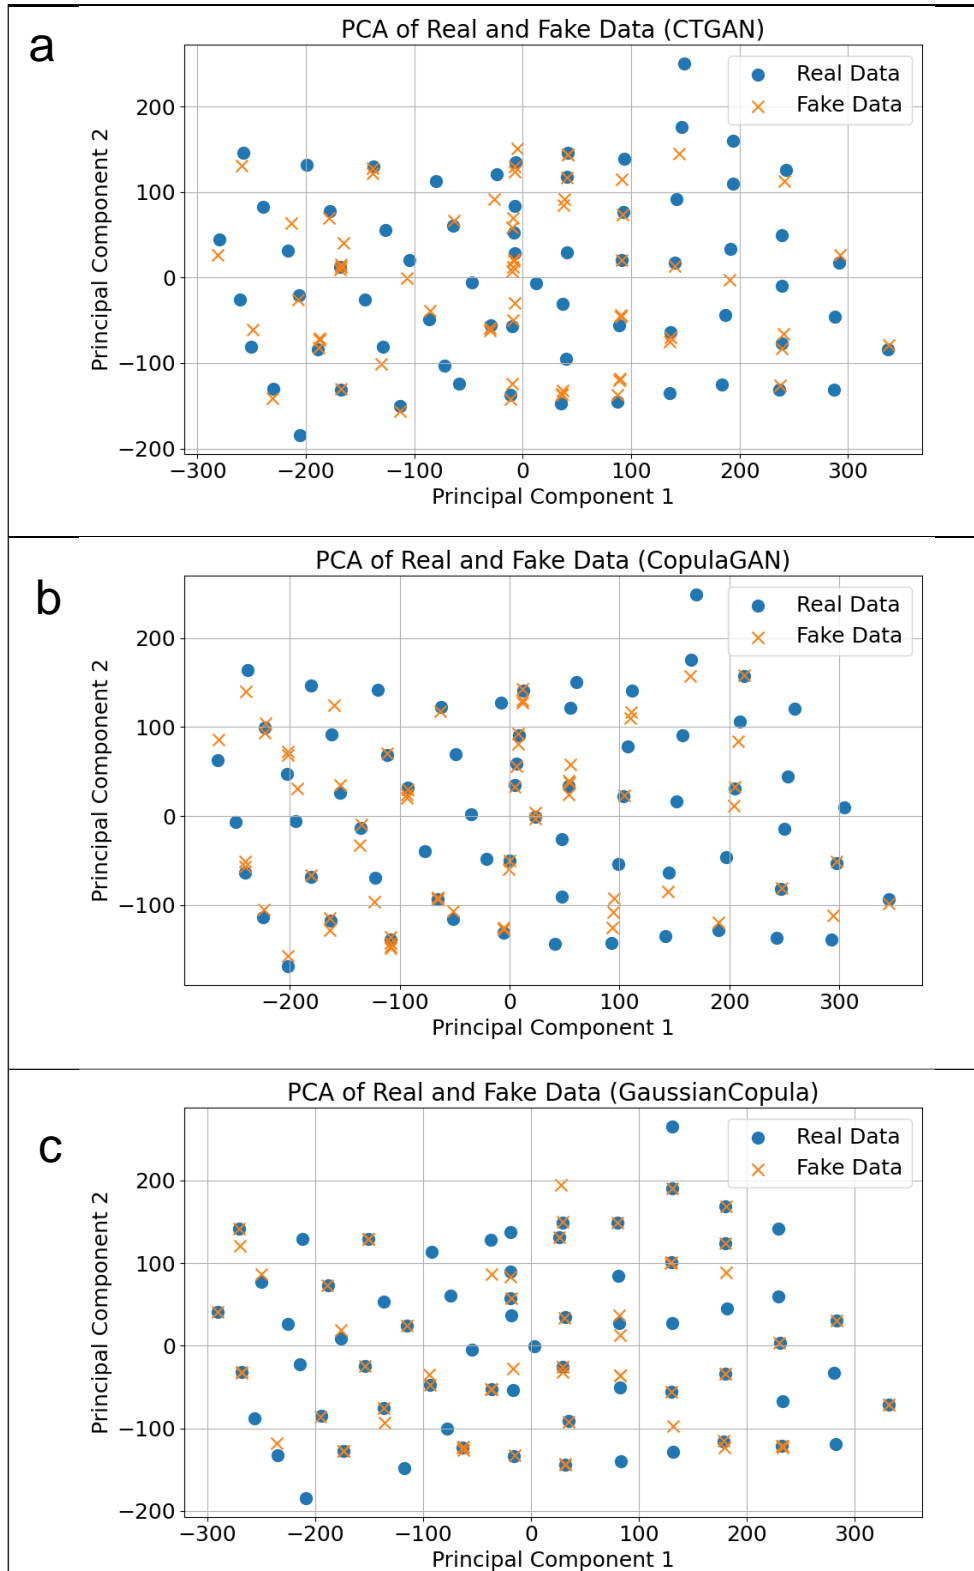 a
PCA of Real and Fake Data (CTGAN)
Real Data
Fake Data
Principal Component 2
200
100
0
−100
−200
−300 −200 −100 0 100 200 300
Principal Component 1
b
PCA of Real and Fake Data (CopulaGAN)
Real Data
Fake Data
Principal Component 2
200
100
0
−100
−200 −100 0 100 200 300
Principal Component 1
c
PCA of Real and Fake Data (GaussianCopula)
Real Data
Fake Data
Principal Component 2
200
100
0
−100
−200
−300 −200 −100 0 100 200 300
Principal Component 1